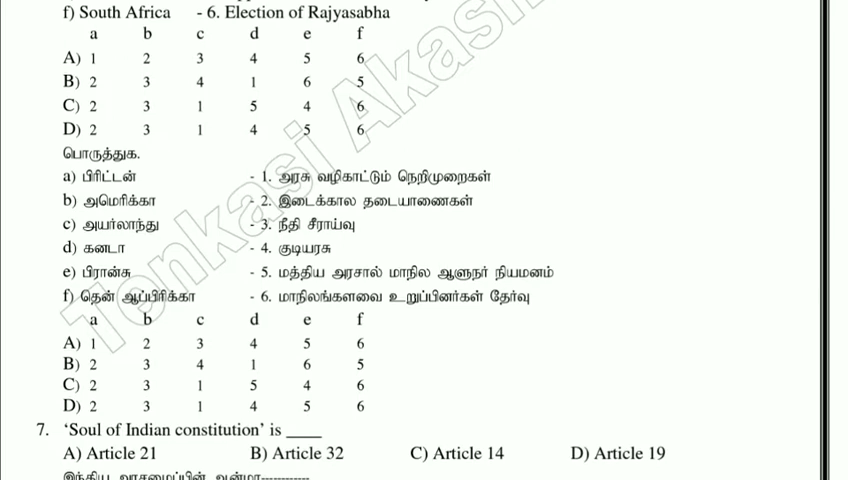 f) South Africa - 6. Election of Rajyasabha
a b c d e f
A) 1 2 3 4 5 6
B) 2 3 4 1 6 5
C) 2 3 1 5 4 6
D) 2 3 1 4 5 6
பொருத்துக.
a) பிரிட்டன் - 1. அரசு வழிகாட்டும் நெறிமுறைகள்
b) அமெரிக்கா - 2. இடைக்கால தடையாணைகள்
c) அயர்லாந்து - 3. நீதி சீராய்வு
d) கனடா - 4. குடியரசு
e) பிரான்சு - 5. மத்திய அரசால் மாநில ஆளுநர் நியமனம்
f) தென் ஆப்பிரிக்கா - 6. மாநிலங்களவை உறுப்பினர்கள் தேர்வு
a b c d e f
A) 1 2 3 4 5 6
B) 2 3 4 1 6 5
C) 2 3 1 5 4 6
D) 2 3 1 4 5 6
7. ‘Soul of Indian constitution’ is ____
A) Article 21 B) Article 32 C) Article 14 D) Article 19
Tenkasi Akash